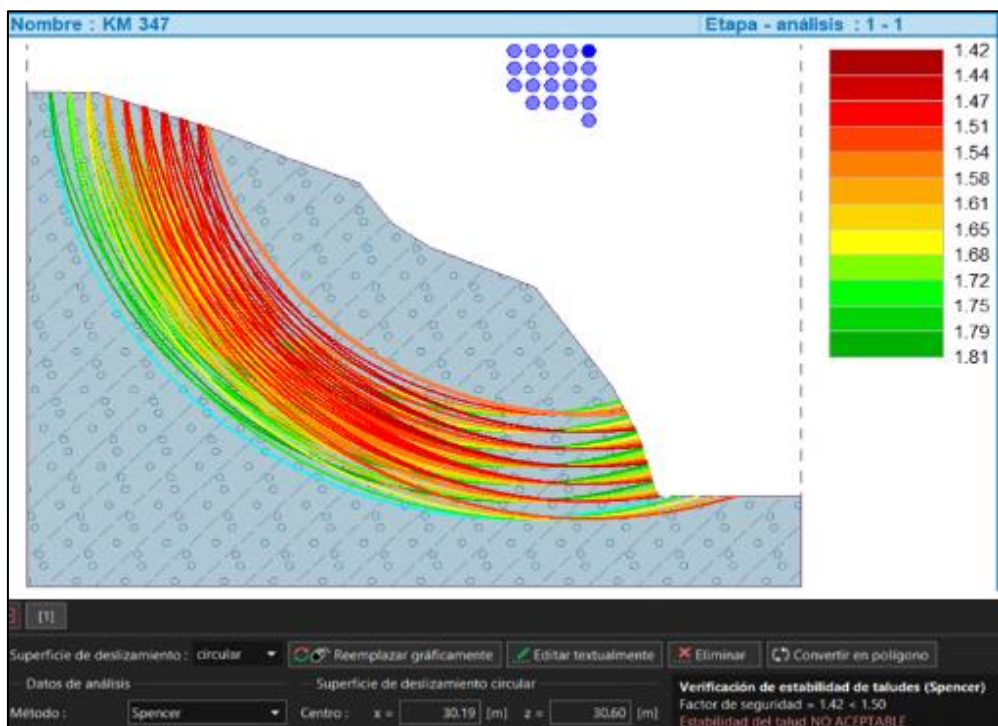 Nombre : KM 347
Etapa - análisis : 1 - 1
1.42
1.44
1.47
1.51
1.54
1.58
1.61
1.65
1.68
1.72
1.75
1.79
1.81
[1]
Superficie de deslizamiento : circular
Reemplazar gráficamente
Editar textualmente
Eliminar
Convertir en polígono
Datos de análisis
Superficie de deslizamiento circular
Método : Spencer
Centro : x = 30.19 [m] z = 30.60 [m]
Verificación de estabilidad de taludes (Spencer)
Factor de seguridad = 1.42 < 1.50
Estabilidad del talud NO ACEPTABLE